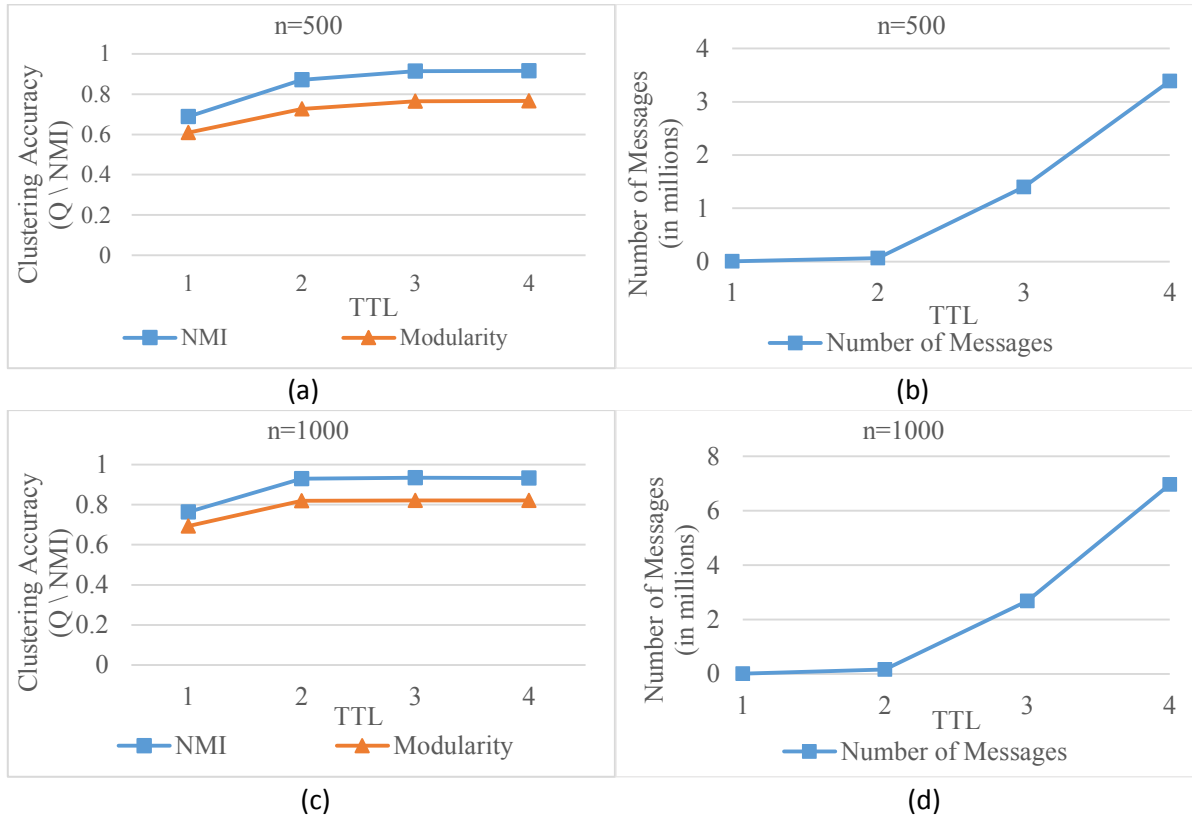 n=500
Clustering Accuracy
(Q \ NMI)
1
0.8
0.6
0.4
0.2
0
1 2 3 4
TTL
NMI Modularity
(a)
n=500
Number of Messages
(in millions)
4
3
2
1
0
1 2 3 4
TTL
Number of Messages
(b)
n=1000
Clustering Accuracy
(Q \ NMI)
1
0.8
0.6
0.4
0.2
0
1 2 3 4
TTL
NMI Modularity
(c)
n=1000
Number of Messages
(in millions)
8
6
4
2
0
1 2 3 4
TTL
Number of Messages
(d)